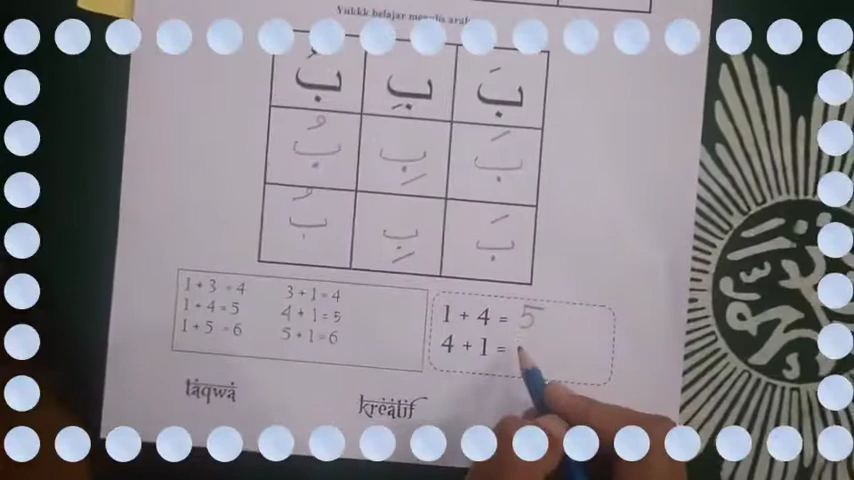 Yukkk belajar menulis arab
بُ بِ بَ
بُ بِ بَ
بُ بِ بَ
1 + 3 = 4 3 + 1 = 4
1 + 4 = 5 4 + 1 = 5
1 + 5 = 6 5 + 1 = 6
1 + 4 = 5
4 + 1 =
taqwa kreatif